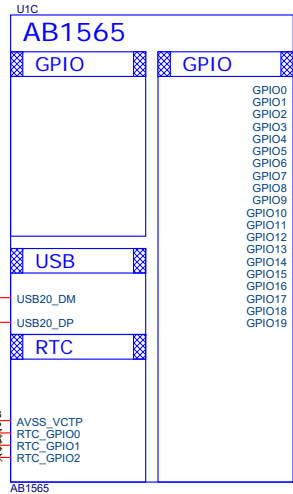 U1C
AB1565
GPIO
GPIO
GPIO0
GPIO1
GPIO2
GPIO3
GPIO4
GPIO5
GPIO6
GPIO7
GPIO8
GPIO9
GPIO10
GPIO11
GPIO12
GPIO13
GPIO14
GPIO15
GPIO16
GPIO17
GPIO18
GPIO19
USB
USB20_DM
USB20_DP
RTC
AVSS_VCTP
RTC_GPIO0
RTC_GPIO1
RTC_GPIO2
AB1565